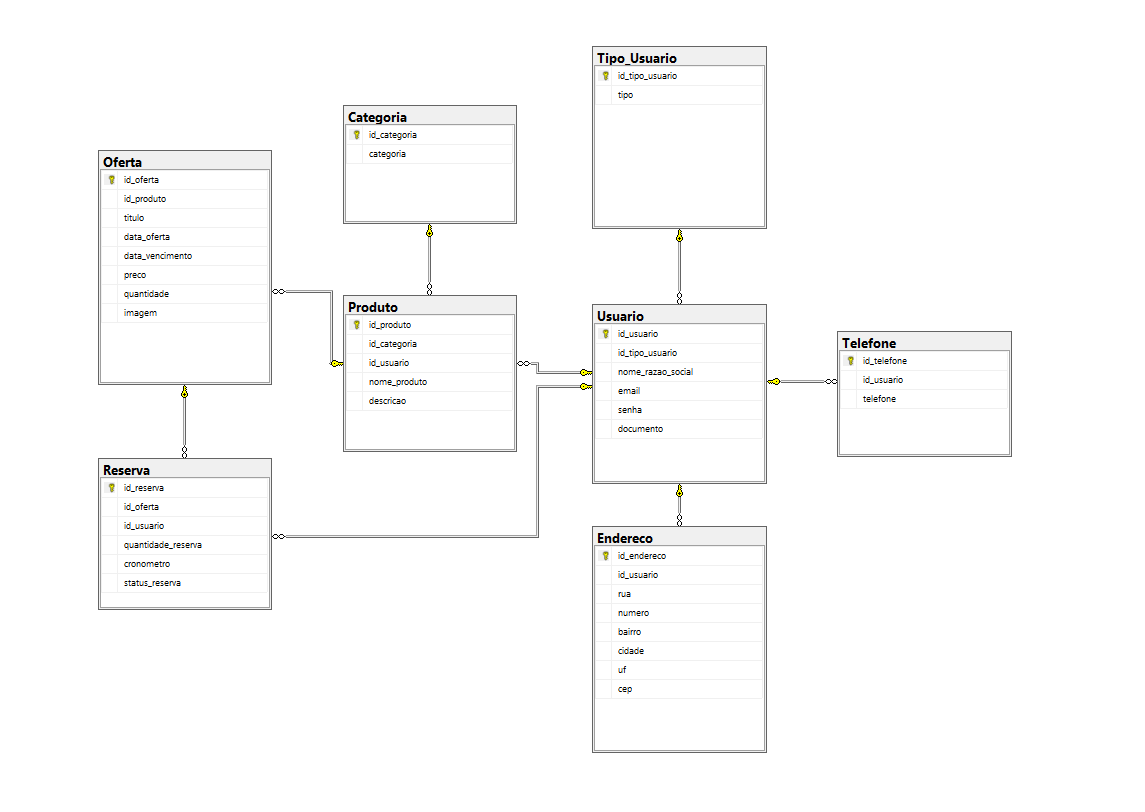 Tipo_Usuario
id_tipo_usuario
tipo
Categoria
id_categoria
categoria
Oferta
id_oferta
id_produto
titulo
data_oferta
data_vencimento
preco
quantidade
imagem
Produto
id_produto
id_categoria
id_usuario
nome_produto
descricao
Usuario
id_usuario
id_tipo_usuario
nome_razao_social
email
senha
documento
Telefone
id_telefone
id_usuario
telefone
Reserva
id_reserva
id_oferta
id_usuario
quantidade_reserva
cronometro
status_reserva
Endereco
id_endereco
id_usuario
rua
numero
bairro
cidade
uf
cep